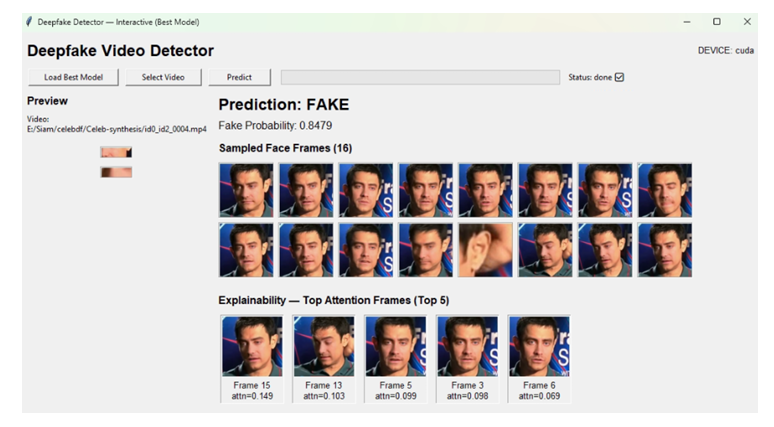 Deepfake Detector — Interactive (Best Model)
Deepfake Video Detector
DEVICE: cuda
Load Best Model
Select Video
Predict
Status: done
Preview
Video:
E:/Siam/celebdf/Celeb-synthesis/id0_id2_0004.mp4
Prediction: FAKE
Fake Probability: 0.8479
Sampled Face Frames (16)
Explainability — Top Attention Frames (Top 5)
Frame 15
attn=0.149
Frame 13
attn=0.103
Frame 5
attn=0.099
Frame 3
attn=0.098
Frame 6
attn=0.069